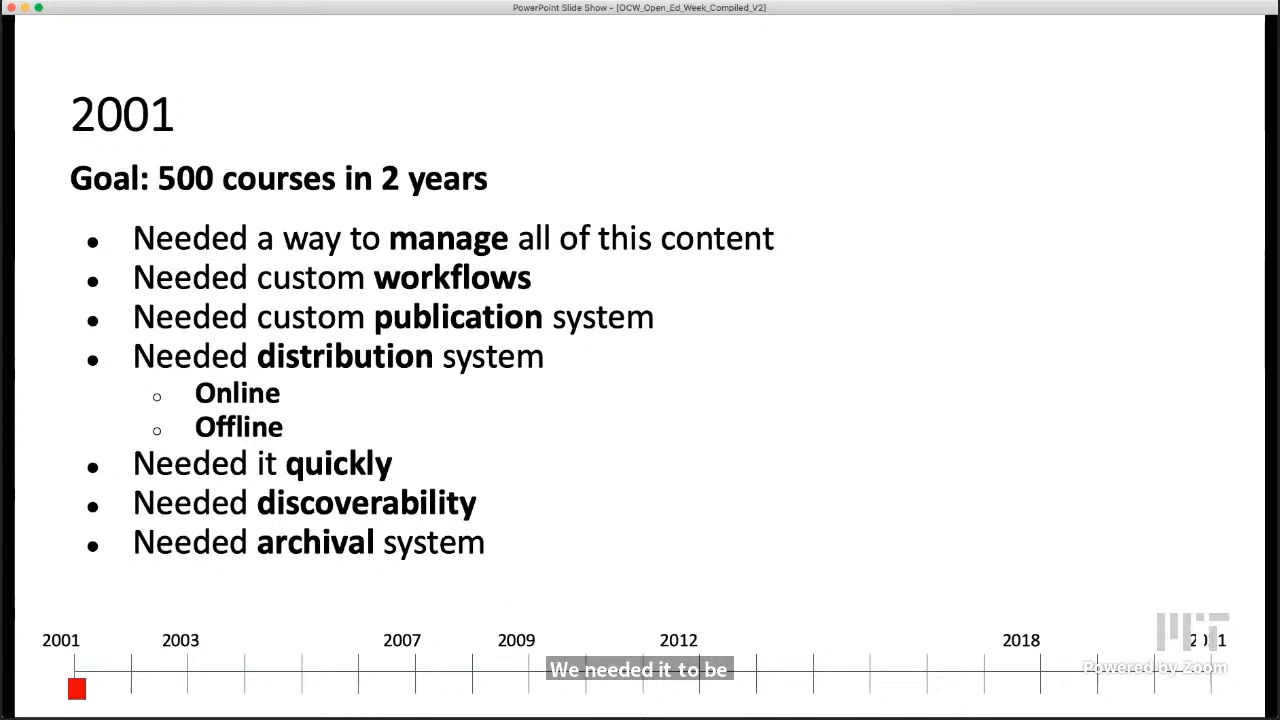 PowerPoint Slide Show - [OCW_Open_Ed_Week_Compiled_V2]
2001
Goal: 500 courses in 2 years
● Needed a way to manage all of this content
● Needed custom workflows
● Needed custom publication system
● Needed distribution system
○ Online
○ Offline
● Needed it quickly
● Needed discoverability
● Needed archival system
2001 2003 2007 2009 2012 2018
MIT
We needed it to be
Powered by Zoom